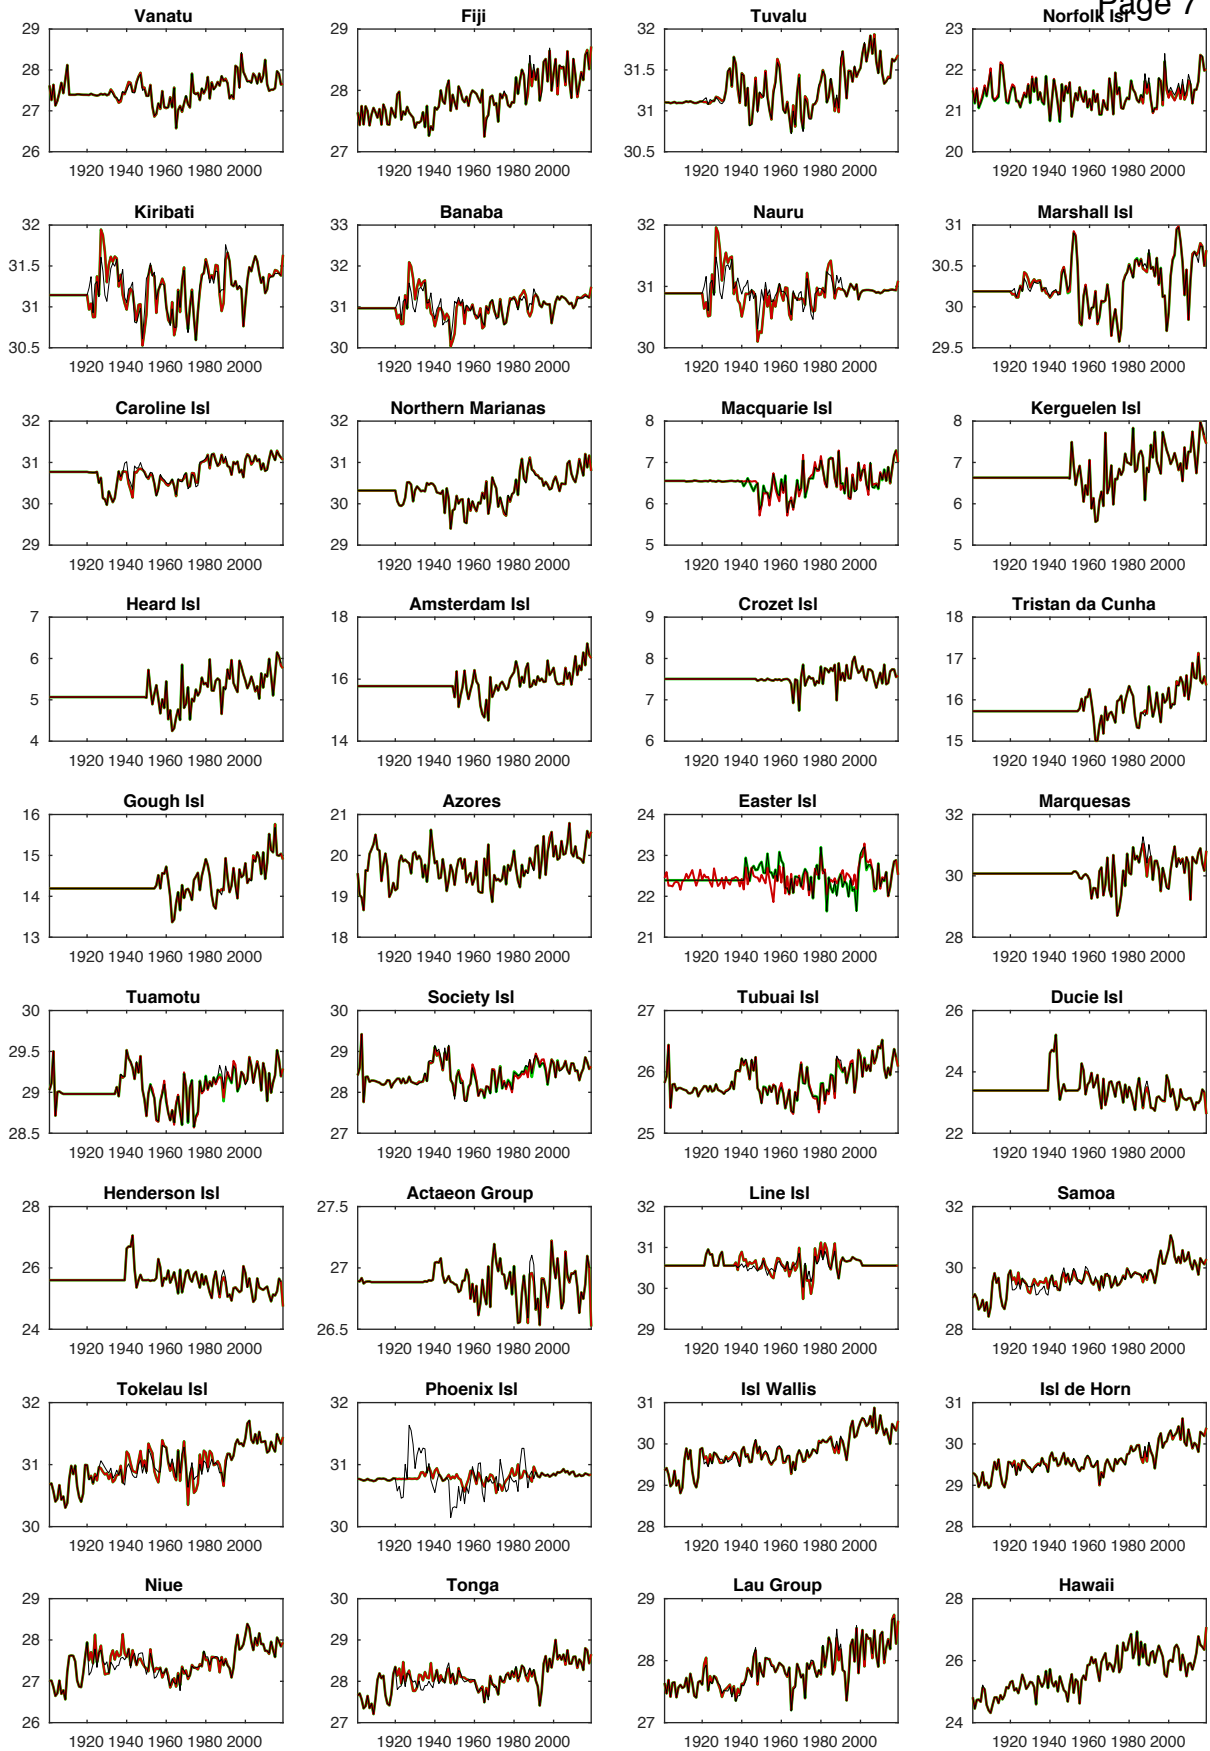 Page 7
Vanatu Fiji Tuvalu Norfolk Isl
29 29 32 23
28 28 31.5 22
27 31 21
26 27 30.5 20
1920 1940 1960 1980 2000 1920 1940 1960 1980 2000 1920 1940 1960 1980 2000 1920 1940 1960 1980 2000
Kiribati Banaba Nauru Marshall Isl
32 33 32 31
31.5 32 30.5
31 31 31 30
30.5 30 30 29.5
1920 1940 1960 1980 2000 1920 1940 1960 1980 2000 1920 1940 1960 1980 2000 1920 1940 1960 1980 2000
Caroline Isl Northern Marianas Macquarie Isl Kerguelen Isl
32 32 8 8
31 31 7 7
30 30 6 6
29 29 5 5
1920 1940 1960 1980 2000 1920 1940 1960 1980 2000 1920 1940 1960 1980 2000 1920 1940 1960 1980 2000
Heard Isl Amsterdam Isl Crozet Isl Tristan da Cunha
7 18 9 18
6 8 17
16
5 7 16
4 14 6 15
1920 1940 1960 1980 2000 1920 1940 1960 1980 2000 1920 1940 1960 1980 2000 1920 1940 1960 1980 2000
Gough Isl Azores Easter Isl Marquesas
16 21 24 32
15 20 23
30
14 19 22
13 18 21 28
1920 1940 1960 1980 2000 1920 1940 1960 1980 2000 1920 1940 1960 1980 2000 1920 1940 1960 1980 2000
Tuamotu Society Isl Tubuai Isl Ducie Isl
30 30 27 26
29.5 29 24
29 28 26
28.5 27 25 22
1920 1940 1960 1980 2000 1920 1940 1960 1980 2000 1920 1940 1960 1980 2000 1920 1940 1960 1980 2000
Henderson Isl Actaeon Group Line Isl Samoa
28 27.5 32 32
31
26 27 30 30
24 26.5 29 28
1920 1940 1960 1980 2000 1920 1940 1960 1980 2000 1920 1940 1960 1980 2000 1920 1940 1960 1980 2000
Tokelau Isl Phoenix Isl Isl Wallis Isl de Horn
32 32 31 31
30 30
31 31 29 29
30 30 28 28
1920 1940 1960 1980 2000 1920 1940 1960 1980 2000 1920 1940 1960 1980 2000 1920 1940 1960 1980 2000
Niue Tonga Lau Group Hawaii
29 30 29 28
28 29 28 26
27 28
26 27 27 24
1920 1940 1960 1980 2000 1920 1940 1960 1980 2000 1920 1940 1960 1980 2000 1920 1940 1960 1980 2000